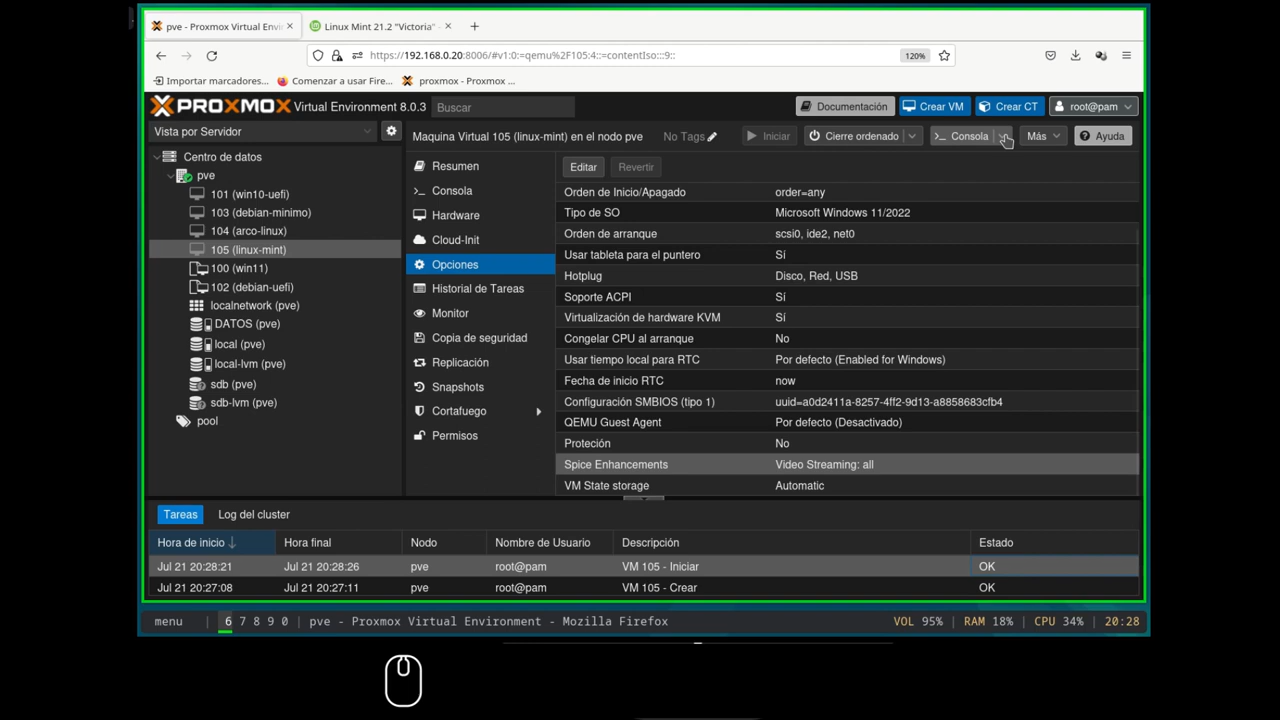 pve - Proxmox Virtual Envi
Linux Mint 21.2 "Victoria" -
https://192.168.0.20:8006/#v1:0:=qemu%2F105:4::=contentIso:::9::
120%
Importar marcadores...
Comenzar a usar Fire...
proxmox - Proxmox ...
PROXMOX Virtual Environment 8.0.3
Buscar
Documentación
Crear VM
Crear CT
root@pam
Vista por Servidor
Maquina Virtual 105 (linux-mint) en el nodo pve
No Tags
Iniciar
Cierre ordenado
Consola
Más
Ayuda
Centro de datos
pve
101 (win10-uefi)
103 (debian-minimo)
104 (arco-linux)
105 (linux-mint)
100 (win11)
102 (debian-uefi)
localnetwork (pve)
DATOS (pve)
local (pve)
local-lvm (pve)
sdb (pve)
sdb-lvm (pve)
pool
Resumen
Consola
Hardware
Cloud-Init
Opciones
Historial de Tareas
Monitor
Copia de seguridad
Replicación
Snapshots
Cortafuego
Permisos
Editar
Revertir
Orden de Inicio/Apagado order=any
Tipo de SO Microsoft Windows 11/2022
Orden de arranque scsi0, ide2, net0
Usar tableta para el puntero Sí
Hotplug Disco, Red, USB
Soporte ACPI Sí
Virtualización de hardware KVM Sí
Congelar CPU al arranque No
Usar tiempo local para RTC Por defecto (Enabled for Windows)
Fecha de inicio RTC now
Configuración SMBIOS (tipo 1) uuid=a0d2411a-8257-4ff2-9d13-a8858683cfb4
QEMU Guest Agent Por defecto (Desactivado)
Proteción No
Spice Enhancements Video Streaming: all
VM State storage Automatic
Tareas
Log del cluster
Hora de inicio Hora final Nodo Nombre de Usuario Descripción Estado
Jul 21 20:28:21 Jul 21 20:28:26 pve root@pam VM 105 - Iniciar OK
Jul 21 20:27:08 Jul 21 20:27:11 pve root@pam VM 105 - Crear OK
menu | 6 7 8 9 0 | pve - Proxmox Virtual Environment - Mozilla Firefox VOL 95% | RAM 18% | CPU 34% | 20:28